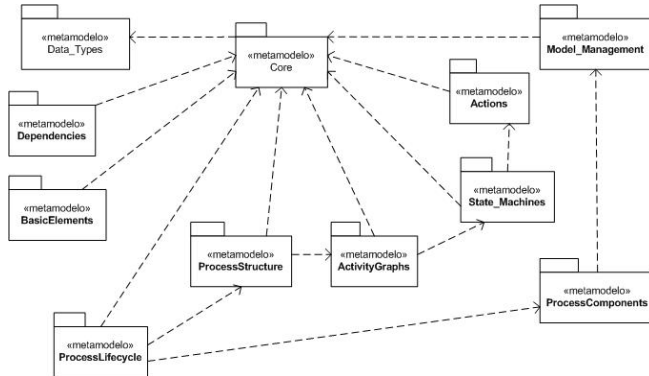 «metamodelo»
Data_Types
«metamodelo»
Core
«metamodelo»
Model_Management
«metamodelo»
Dependencies
«metamodelo»
Actions
«metamodelo»
BasicElements
«metamodelo»
State_Machines
«metamodelo»
ProcessStructure
«metamodelo»
ActivityGraphs
«metamodelo»
ProcessComponents
«metamodelo»
ProcessLifecycle